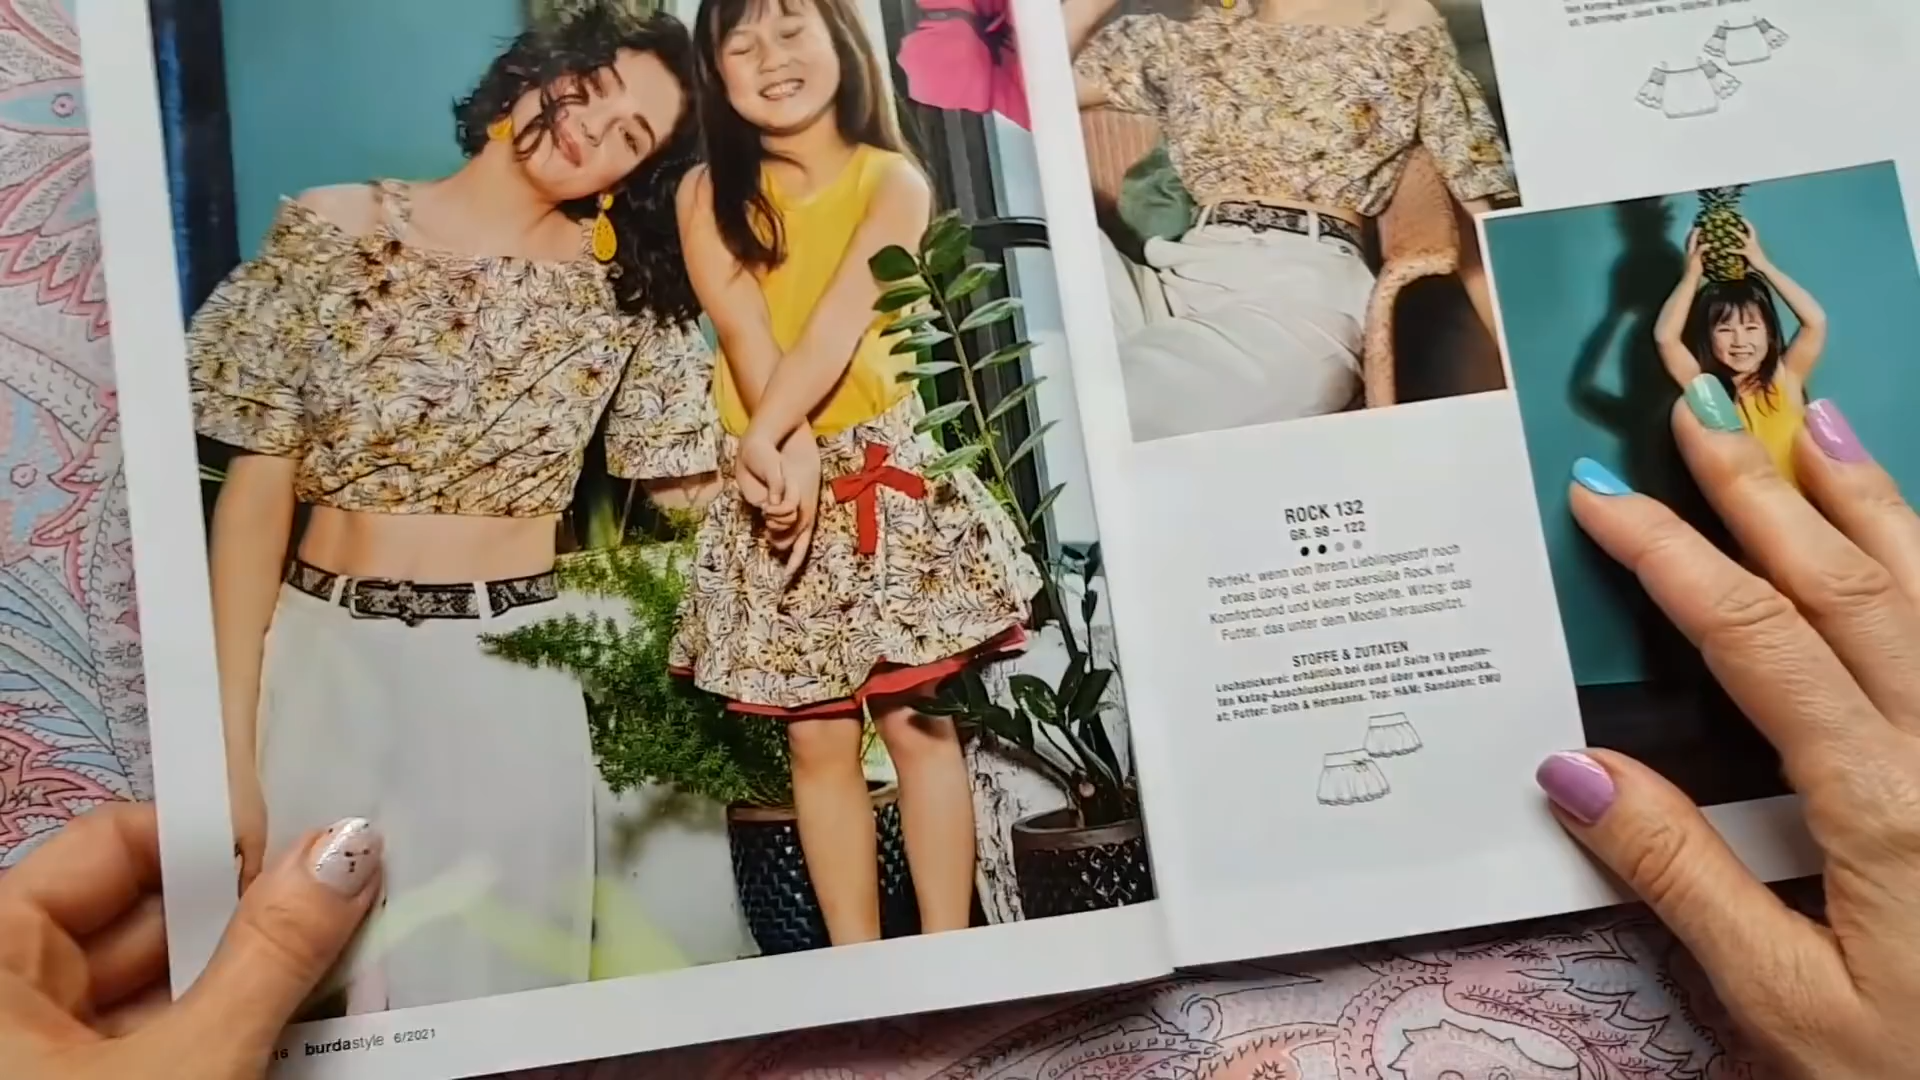 ROCK 132
GR. 98 – 122
Perfekt, wenn von Ihrem Lieblingsstoff noch
etwas übrig ist, der zuckersüße Rock mit
Komfortbund und kleiner Schleife. Witzig: das
Futter, das unter dem Modell herausspitzt.
STOFFE & ZUTATEN
Lochstickerei: erhältlich bei den auf Seite 19 genann-
ten Katag-Anschlusshäusern und über www.komolka.
at; Futter: Groth & Hermanns. Top: H&M; Sandalen: EMU
16 burdastyle 6/2021